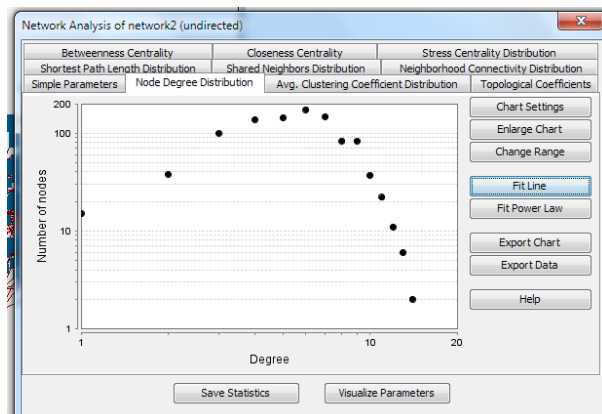 Network Analysis of network2 (undirected)
x
Betweenness Centrality Closeness Centrality Stress Centrality Distribution
Shortest Path Length Distribution Shared Neighbors Distribution Neighborhood Connectivity Distribution
Simple Parameters Node Degree Distribution Avg. Clustering Coefficient Distribution Topological Coefficients
200
100
10
1
Number of nodes
1 10 20
Degree
Chart Settings
Enlarge Chart
Change Range
Fit Line
Fit Power Law
Export Chart
Export Data
Help
Save Statistics Visualize Parameters